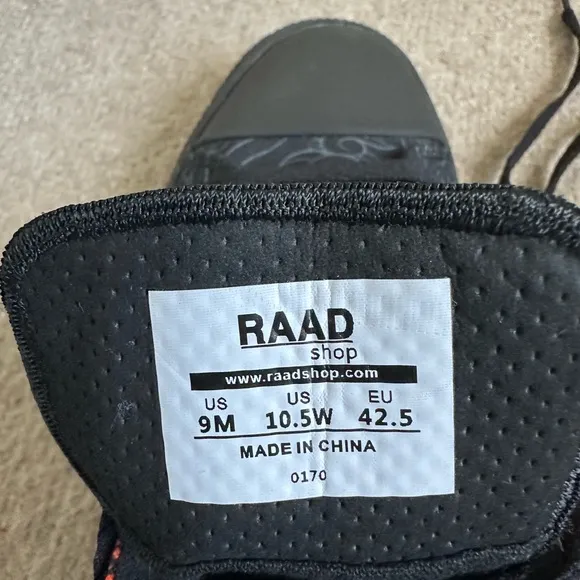 RAAD
shop
www.raadshop.com
US US EU
9M 10.5W 42.5
MADE IN CHINA
0170